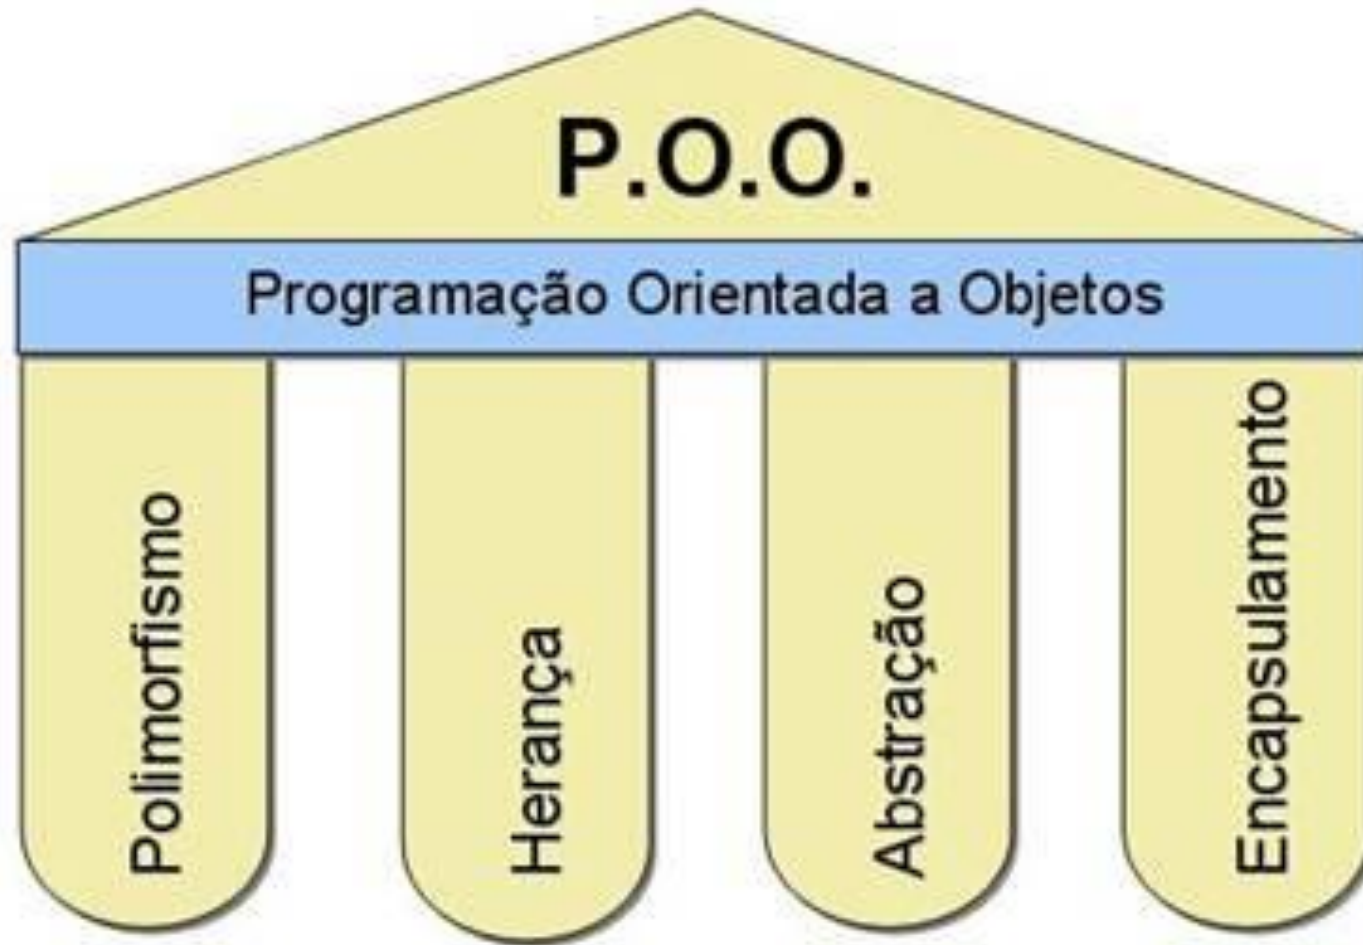 P.O.O.
Programação Orientada a Objetos
Polimorfismo
Herança
Abstração
Encapsulamento